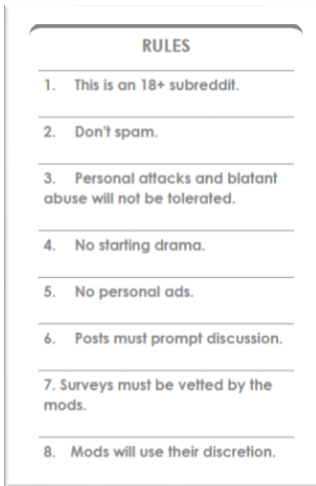 RULES
1. This is an 18+ subreddit.
2. Don't spam.
3. Personal attacks and blatant
abuse will not be tolerated.
4. No starting drama.
5. No personal ads.
6. Posts must prompt discussion.
7. Surveys must be vetted by the
mods.
8. Mods will use their discretion.